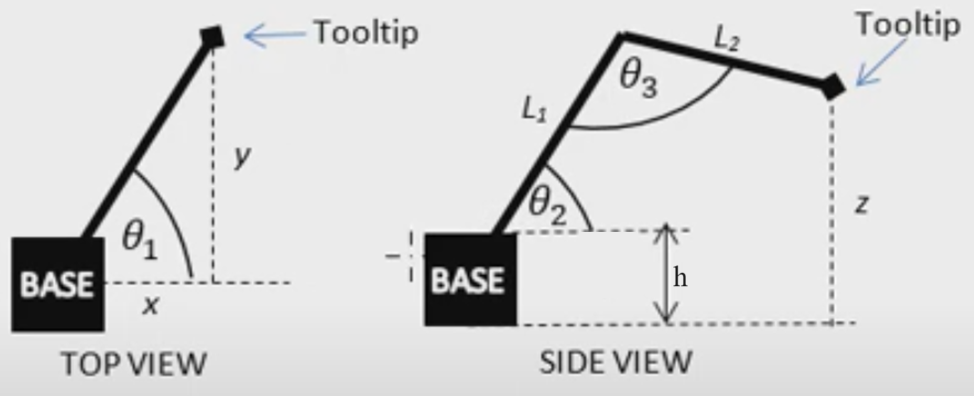 Tooltip
y
θ1
BASE
x
TOP VIEW
Tooltip
L2
θ3
L1
θ2
z
h
BASE
SIDE VIEW